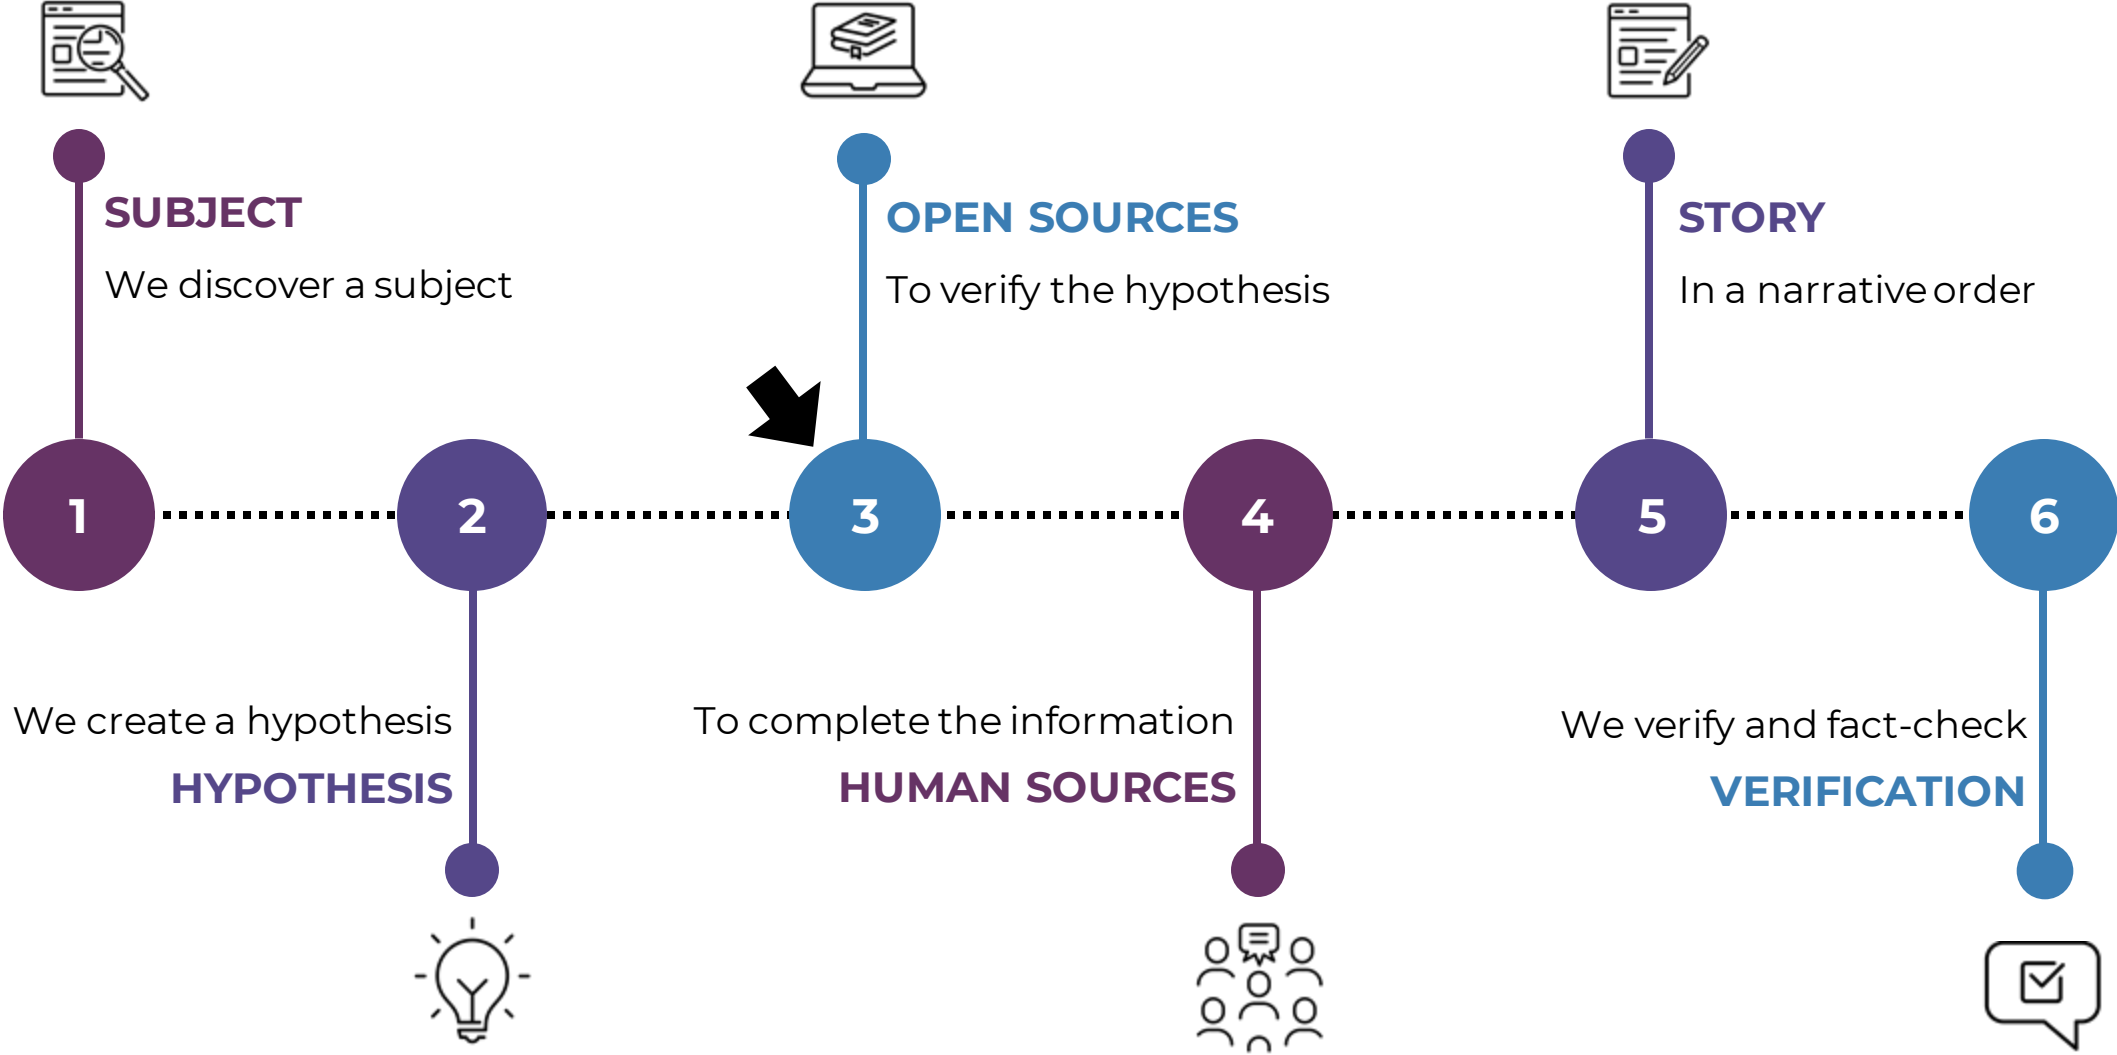 SUBJECT
We discover a subject
OPEN SOURCES
To verify the hypothesis
STORY
In a narrative order
1
2
3
4
5
6
We create a hypothesis
HYPOTHESIS
To complete the information
HUMAN SOURCES
We verify and fact-check
VERIFICATION